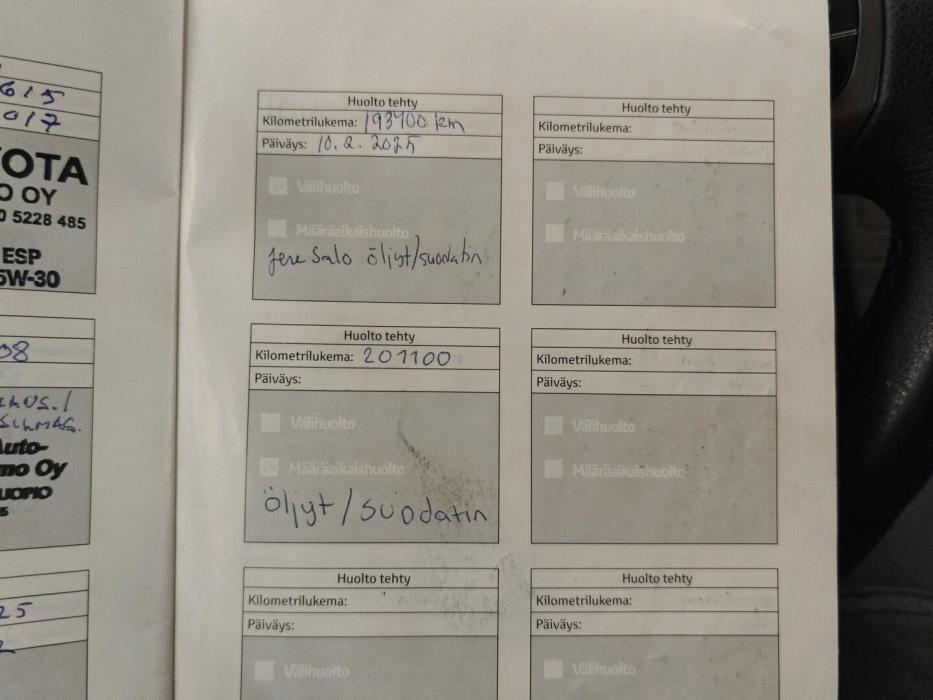 615
017
OTA
O OY
0 5228 485
ESP
5W-30
08
Auto-
mo Oy
UOPIO
25
Huolto tehty
Kilometrilukema: 193700 km
Päiväys: 10.2.2025
Välihuolto
Määräaikaishuolto
Jere Salo öljyt/suodatin
Huolto tehty
Kilometrilukema:
Päiväys:
Välihuolto
Määräaikaishuolto
Huolto tehty
Kilometrilukema: 201100
Päiväys:
Välihuolto
Määräaikaishuolto
öljyt/suodatin
Huolto tehty
Kilometrilukema:
Päiväys:
Välihuolto
Määräaikaishuolto
Huolto tehty
Kilometrilukema:
Päiväys:
Välihuolto
Huolto tehty
Kilometrilukema:
Päiväys:
Välihuolto